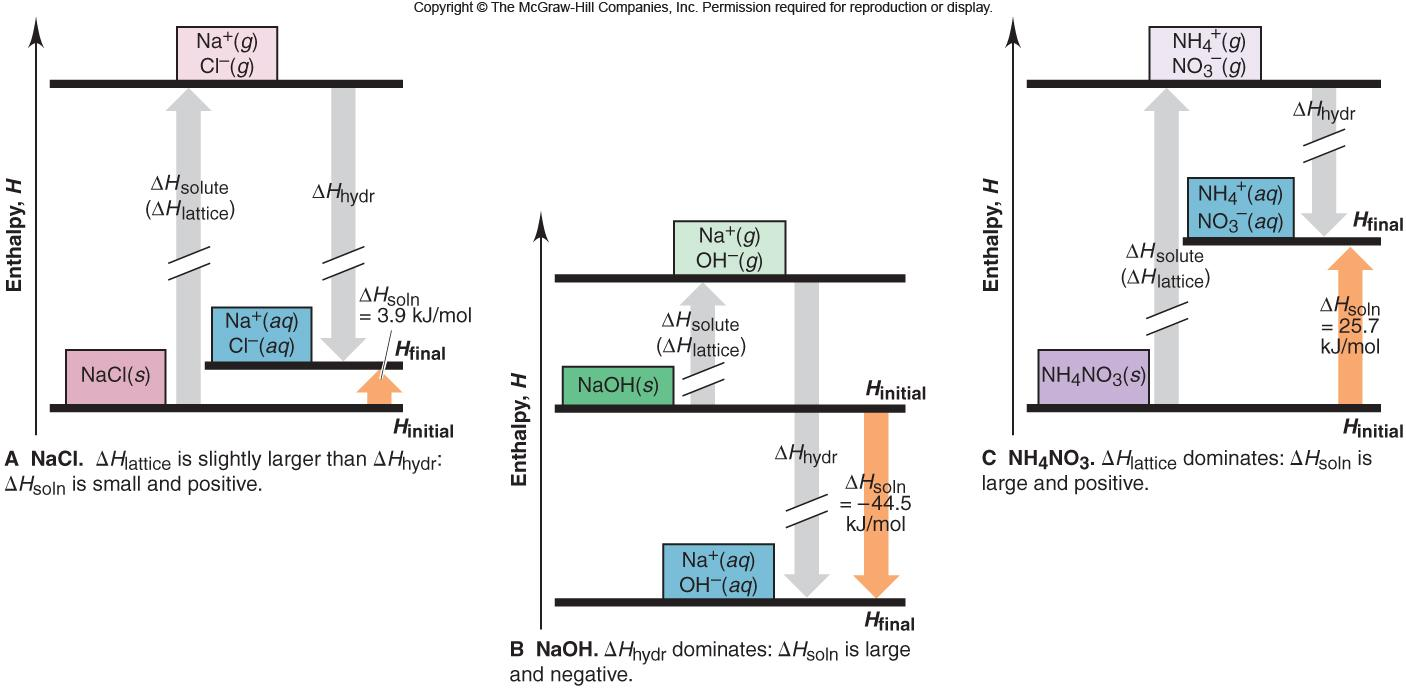 Copyright © The McGraw-Hill Companies, Inc. Permission required for reproduction or display.
Enthalpy, H
Na⁺(g)
Cl⁻(g)
ΔHsolute
(ΔHlattice)
ΔHhydr
ΔHsoln
= 3.9 kJ/mol
Na⁺(aq)
Cl⁻(aq)
Hfinal
NaCl(s)
Hinitial
A NaCl. ΔHlattice is slightly larger than ΔHhydr:
ΔHsoln is small and positive.
Enthalpy, H
Na⁺(g)
OH⁻(g)
ΔHsolute
(ΔHlattice)
NaOH(s)
Hinitial
ΔHhydr
ΔHsoln
= −44.5
kJ/mol
Na⁺(aq)
OH⁻(aq)
Hfinal
B NaOH. ΔHhydr dominates: ΔHsoln is large
and negative.
Enthalpy, H
NH₄⁺(g)
NO₃⁻(g)
ΔHhydr
NH₄⁺(aq)
NO₃⁻(aq)
Hfinal
ΔHsolute
(ΔHlattice)
ΔHsoln
= 25.7
kJ/mol
NH₄NO₃(s)
Hinitial
C NH₄NO₃. ΔHlattice dominates: ΔHsoln is
large and positive.